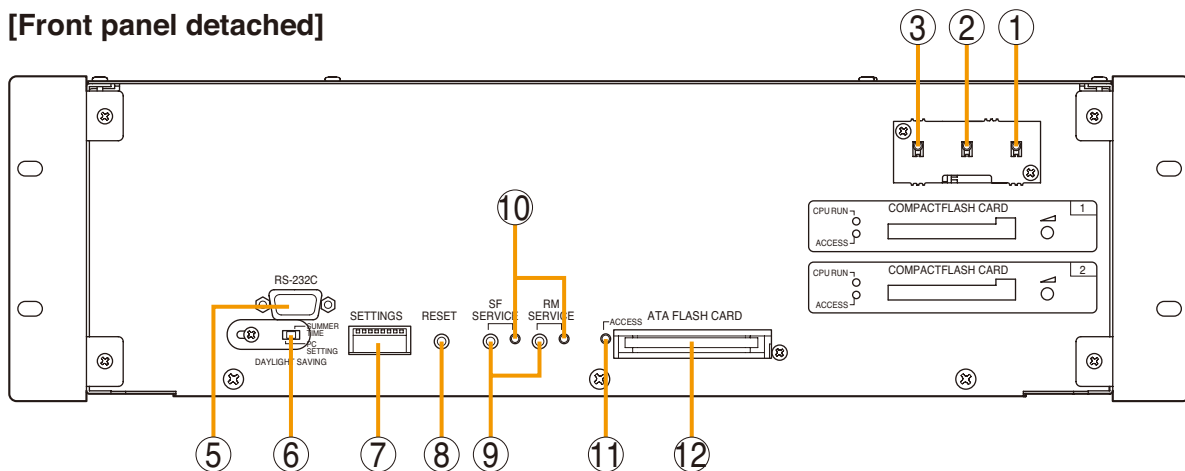 [Front panel detached]
③ ② ①
CPU RUN
COMPACTFLASH CARD
1
ACCESS
⑩
CPU RUN
COMPACTFLASH CARD
2
ACCESS
RS-232C
SETTINGS
RESET
SF
SERVICE
RM
SERVICE
ACCESS
ATA FLASH CARD
SUMMER
TIME
PC
SETTING
DAYLIGHT SAVING
⑤ ⑥ ⑦ ⑧ ⑨ ⑪ ⑫